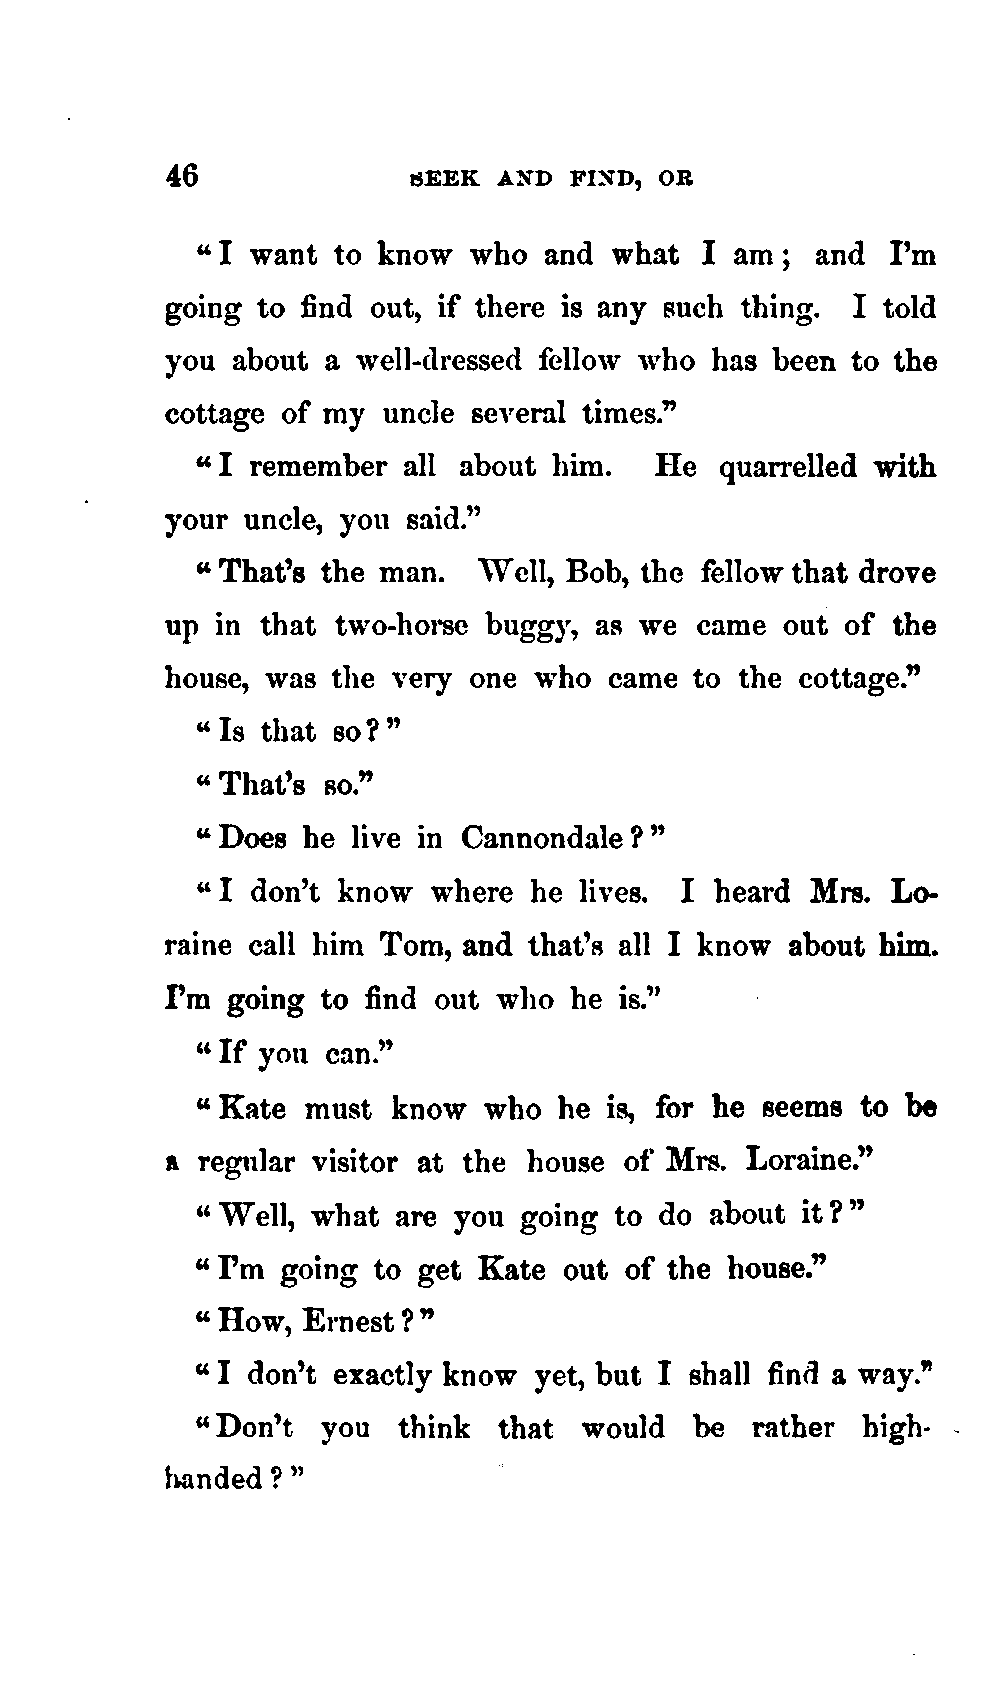 46 SEEK AND FIND, OR
“I want to know who and what I am; and I’m
going to find out, if there is any such thing. I told
you about a well-dressed fellow who has been to the
cottage of my uncle several times.”
“I remember all about him. He quarrelled with
your uncle, you said.”
“That’s the man. Well, Bob, the fellow that drove
up in that two-horse buggy, as we came out of the
house, was the very one who came to the cottage.”
“Is that so?”
“That’s so.”
“Does he live in Cannondale?”
“I don’t know where he lives. I heard Mrs. Lo-
raine call him Tom, and that’s all I know about him.
I’m going to find out who he is.”
“If you can.”
“Kate must know who he is, for he seems to be
a regular visitor at the house of Mrs. Loraine.”
“Well, what are you going to do about it?”
“I’m going to get Kate out of the house.”
“How, Ernest?”
“I don’t exactly know yet, but I shall find a way.”
“Don’t you think that would be rather high-
handed?”